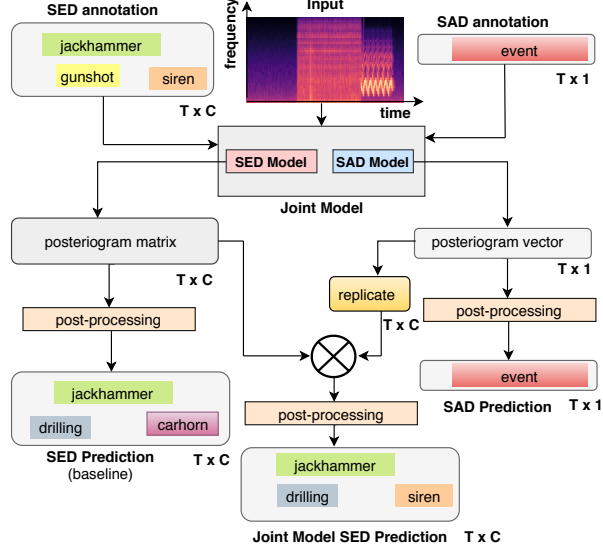 SED annotation
jackhammer
gunshot
siren
T x C
Input
frequency
time
SAD annotation
event
T x 1
SED Model
SAD Model
Joint Model
posteriogram matrix
T x C
posteriogram vector
T x 1
replicate
T x C
post-processing
post-processing
jackhammer
drilling
carhorn
SED Prediction
(baseline)
T x C
event
SAD Prediction
T x 1
post-processing
jackhammer
drilling
siren
Joint Model SED Prediction
T x C